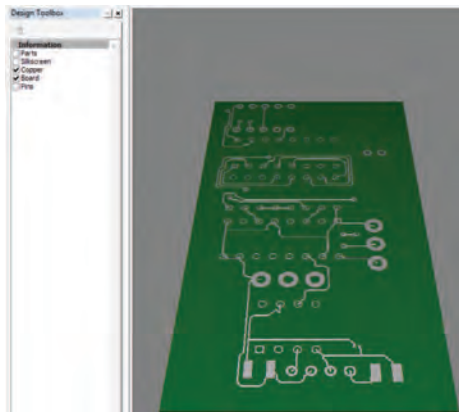 Design Toolbox
Information
Parts
Silkscreen
Copper
Board
Pins